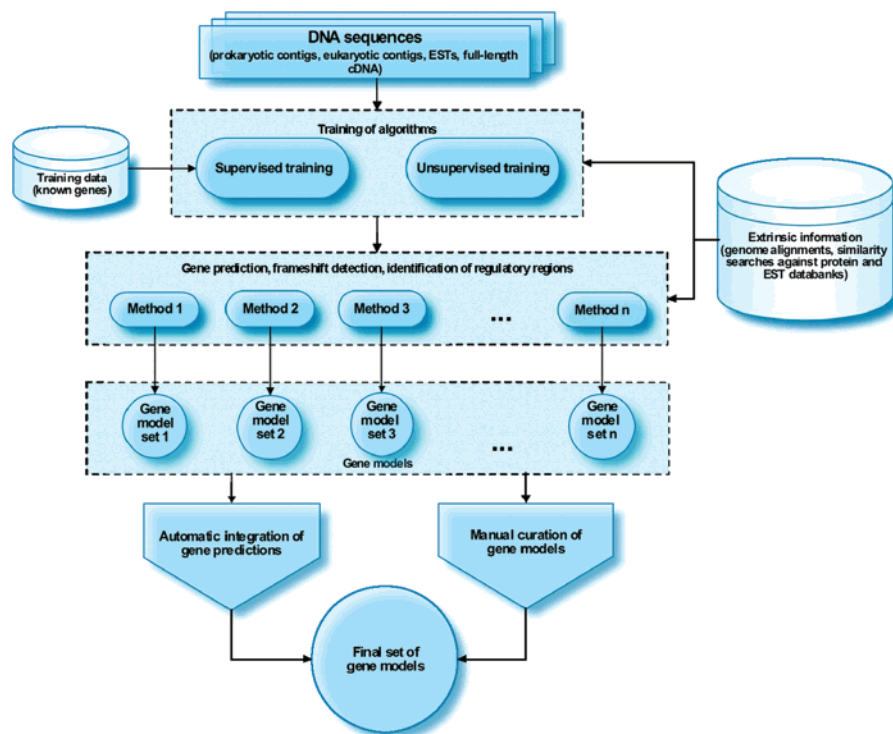 DNA sequences
(prokaryotic contigs, eukaryotic contigs, ESTs, full-length
cDNA)
Training of algorithms
Training data
(known genes)
Supervised training
Unsupervised training
Extrinsic information
(genome alignments, similarity
searches against protein and
EST databanks)
Gene prediction, frameshift detection, identification of regulatory regions
Method 1
Method 2
Method 3
...
Method n
Gene
model
set 1
Gene
model
set 2
Gene
model
set 3
...
Gene
model
set n
Gene models
Automatic integration of
gene predictions
Manual curation of
gene models
Final set of
gene models